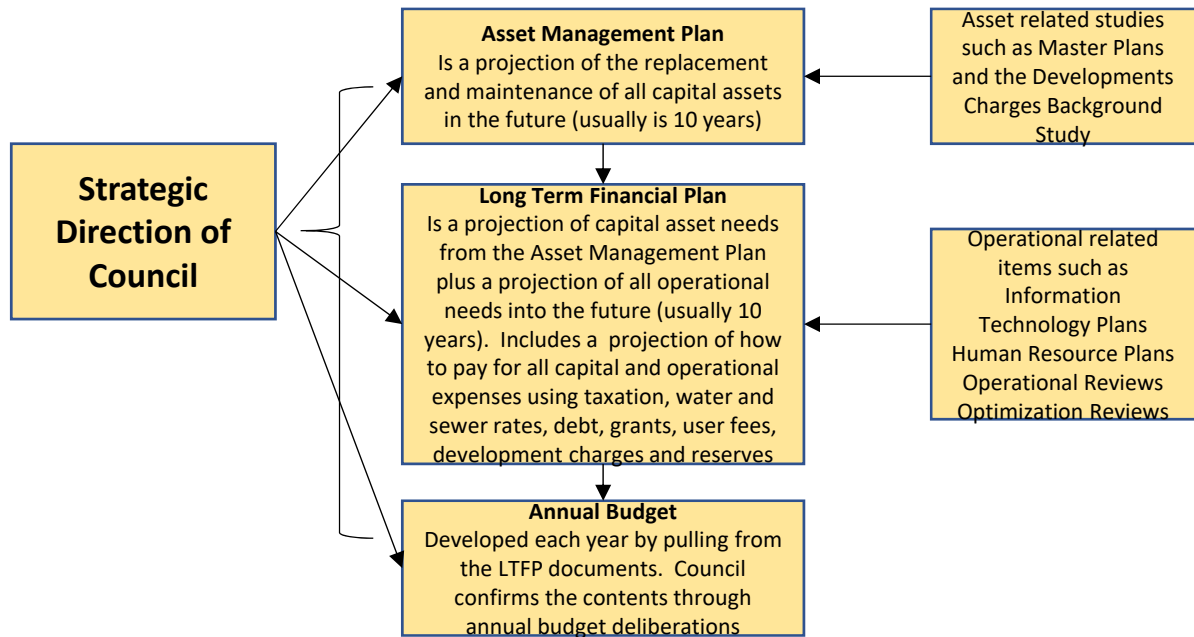 Strategic
Direction of
Council
Asset Management Plan
Is a projection of the replacement
and maintenance of all capital assets
in the future (usually is 10 years)
Long Term Financial Plan
Is a projection of capital asset needs
from the Asset Management Plan
plus a projection of all operational
needs into the future (usually 10
years).  Includes a  projection of how
to pay for all capital and operational
expenses using taxation, water and
sewer rates, debt, grants, user fees,
development charges and reserves
Annual Budget
Developed each year by pulling from
the LTFP documents.  Council
confirms the contents through
annual budget deliberations
Asset related studies
such as Master Plans
and the Developments
Charges Background
Study
Operational related
items such as
Information
Technology Plans
Human Resource Plans
Operational Reviews
Optimization Reviews